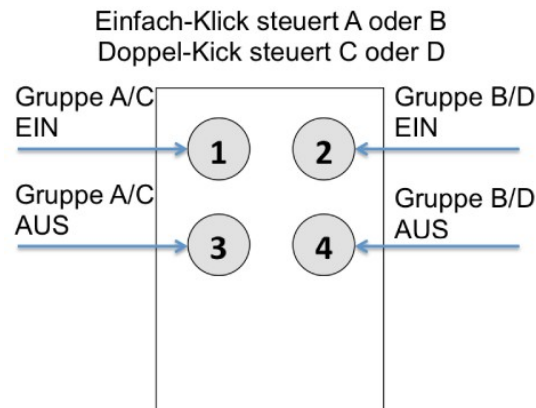 Einfach-Klick steuert A oder B
Doppel-Kick steuert C oder D
Gruppe A/C
EIN
Gruppe B/D
EIN
1
2
Gruppe A/C
AUS
Gruppe B/D
AUS
3
4